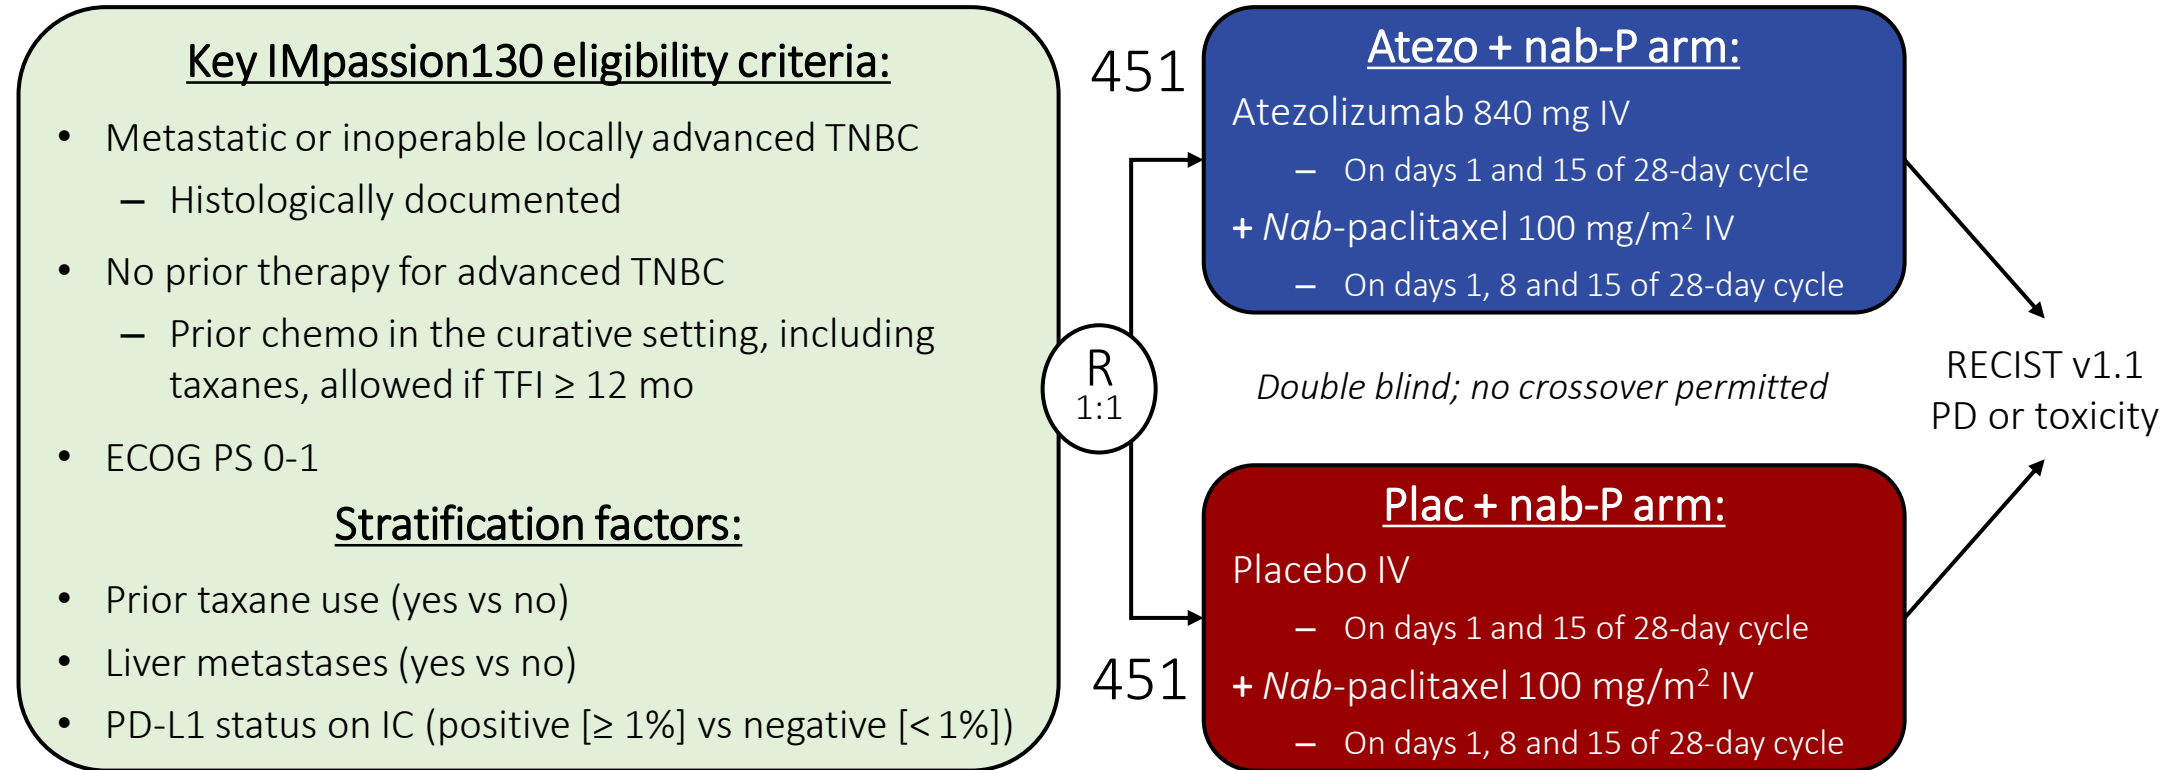 Key IMpassion130 eligibility criteria:
• Metastatic or inoperable locally advanced TNBC
– Histologically documented
• No prior therapy for advanced TNBC
– Prior chemo in the curative setting, including
taxanes, allowed if TFI ≥ 12 mo
• ECOG PS 0-1
Stratification factors:
• Prior taxane use (yes vs no)
• Liver metastases (yes vs no)
• PD-L1 status on IC (positive [≥ 1%] vs negative [< 1%])
R
1:1
451
Atezo + nab-P arm:
Atezolizumab 840 mg IV
– On days 1 and 15 of 28-day cycle
+ Nab-paclitaxel 100 mg/m² IV
– On days 1, 8 and 15 of 28-day cycle
Double blind; no crossover permitted
451
Plac + nab-P arm:
Placebo IV
– On days 1 and 15 of 28-day cycle
+ Nab-paclitaxel 100 mg/m² IV
– On days 1, 8 and 15 of 28-day cycle
RECIST v1.1
PD or toxicity